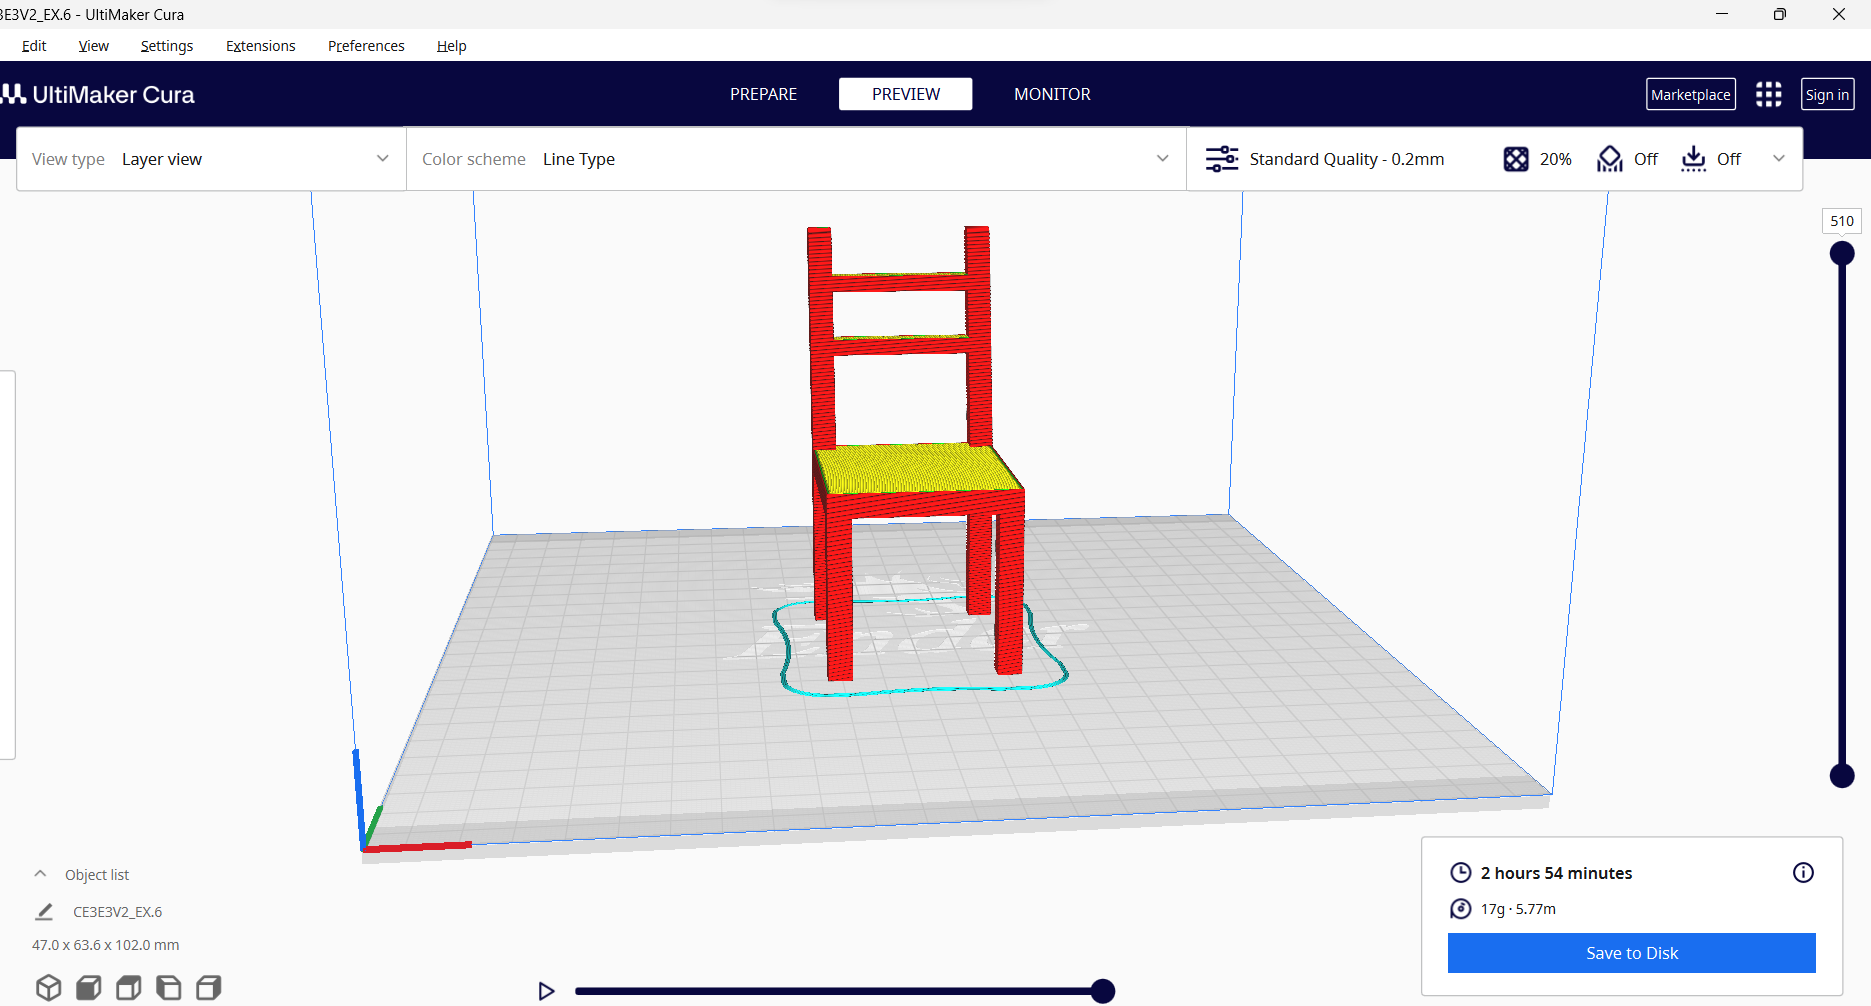 3E3V2_EX.6 - UltiMaker Cura
Edit View Settings Extensions Preferences Help
UltiMaker Cura PREPARE PREVIEW MONITOR Marketplace Sign in
View type Layer view Color scheme Line Type Standard Quality - 0.2mm 20% Off Off
510
Object list
CE3E3V2_EX.6
47.0 x 63.6 x 102.0 mm
2 hours 54 minutes
17g · 5.77m
Save to Disk